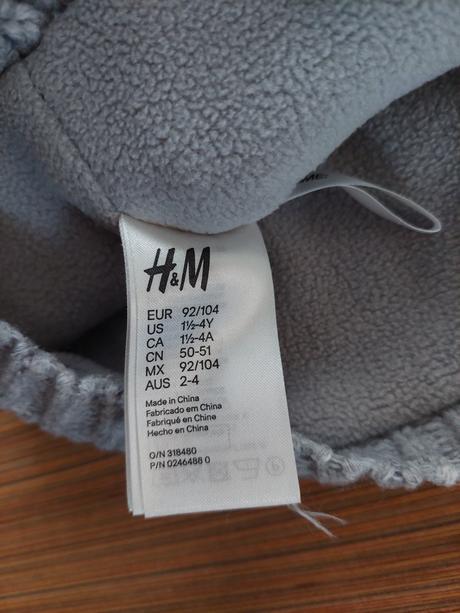 H&M
EUR 92/104
US 1½-4Y
CA 1½-4A
CN 50-51
MX 92/104
AUS 2-4
Made in China
Fabricado em China
Fabriqué en Chine
Hecho en China
O/N 318480
P/N 0246488 0